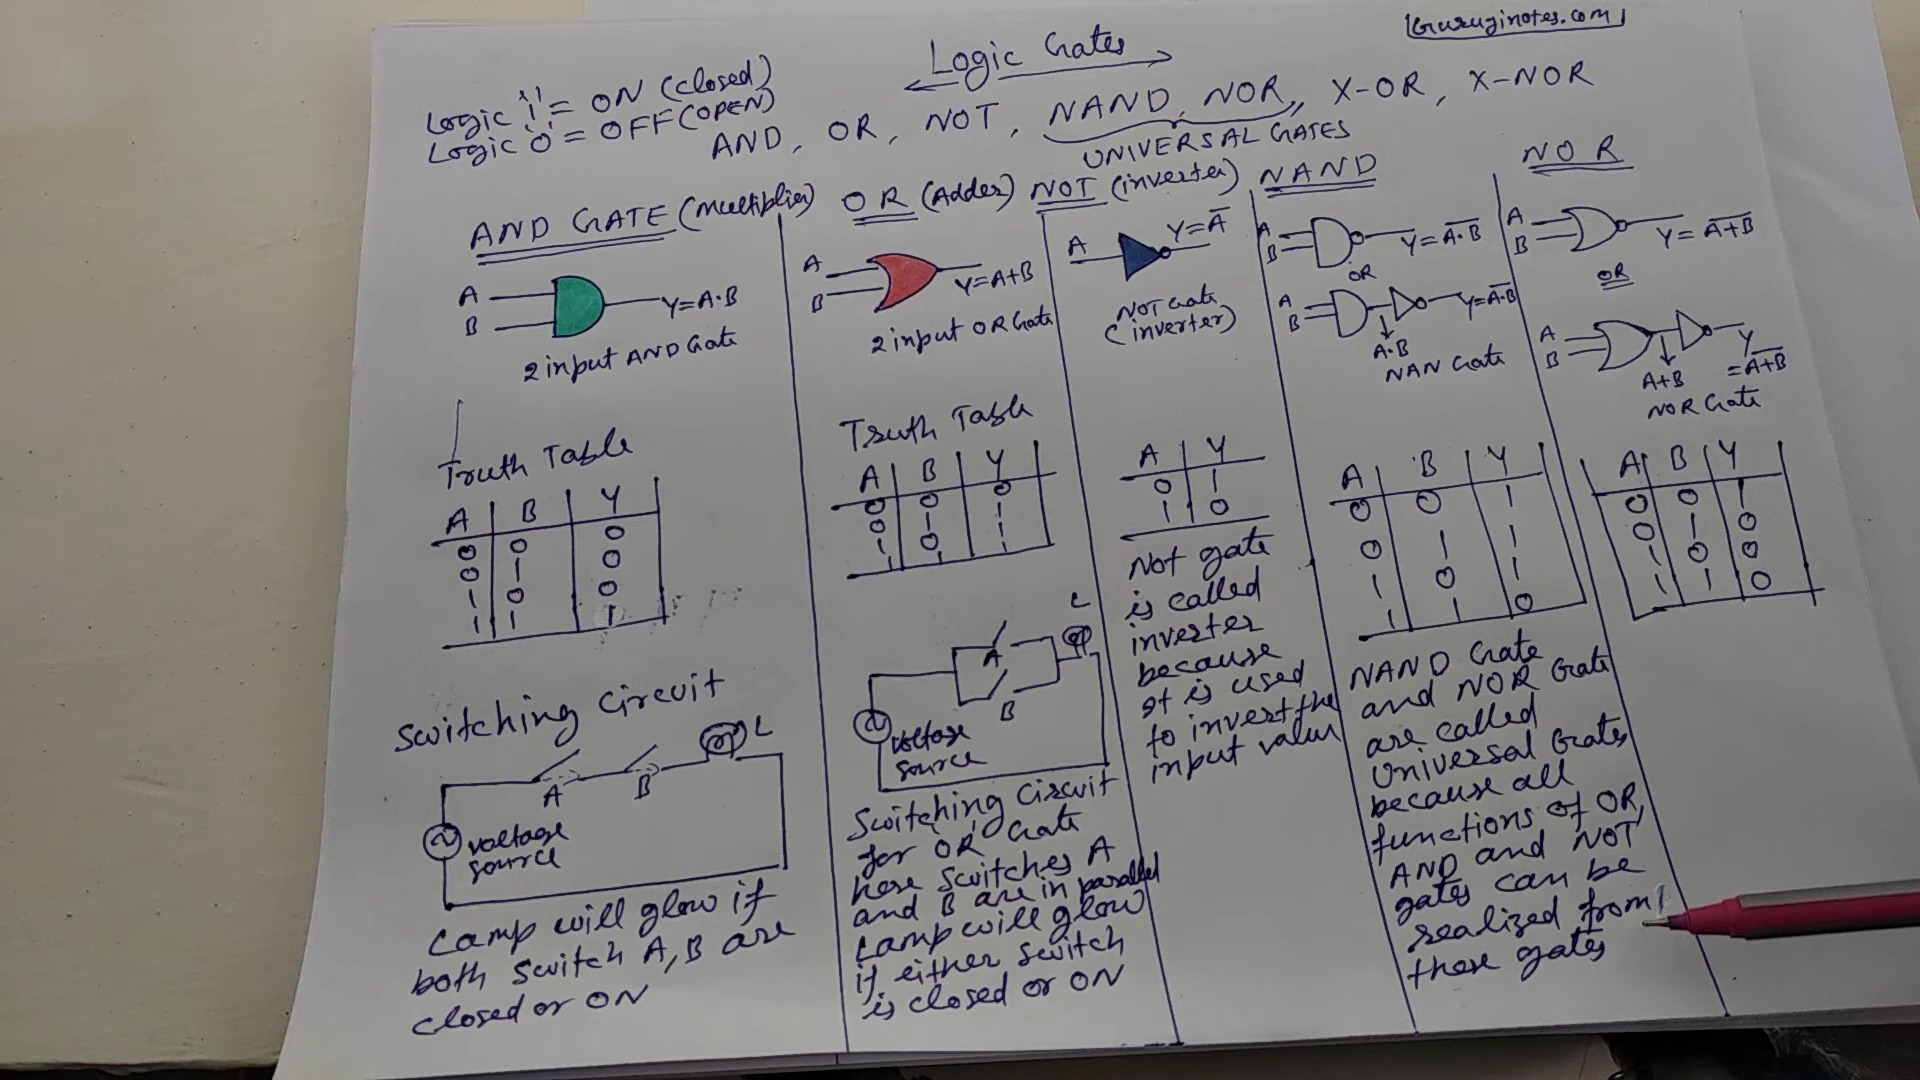 Gurujinotes.com
Logic Gates
Logic '1' = ON (closed)
Logic '0' = OFF (OPEN)
AND, OR, NOT, NAND, NOR, X-OR, X-NOR
UNIVERSAL GATES
AND GATE (Multiplier)
A
B
Y=A·B
2 input AND Gate
Truth Table
A B Y
0 0 0
0 1 0
1 0 0
1 1 1
Switching Circuit
A B L
voltage
source
Lamp will glow if
both switch A, B are
closed or ON
OR (Adder)
A
B
Y=A+B
2 input OR Gate
Truth Table
A B Y
0 0 0
0 1 1
1 0 1
1 1 1
L
A
B
voltage
source
Switching Circuit
for OR Gate
here switches A
and B are in parallel
Lamp will glow
if either switch
is closed or ON
NOT (inverter)
A
Y=A̅
NOT Gate
(inverter)
A Y
0 1
1 0
Not gate
is called
inverter
because
It is used
to invert the
input value
NAND
A
B
Y=A̅·̅B̅
OR
A
B
Y=A̅·̅B̅
A·B
NAN Gate
A B Y
0 0 1
0 1 1
1 0 1
1 1 0
NAND Gate
and NOR Gate
are called
Universal Gates
because all
functions of OR,
AND and NOT
gates can be
realized from
these gates
NOR
A
B
Y=A̅+̅B̅
OR
A
B
Y
=A̅+̅B̅
A+B
NOR Gate
A B Y
0 0 1
0 1 0
1 0 0
1 1 0